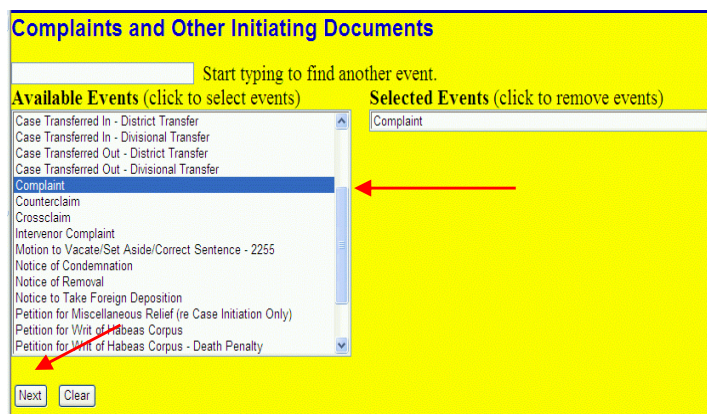 Complaints and Other Initiating Documents
Start typing to find another event.
Available Events (click to select events)
Selected Events (click to remove events)
Case Transferred In - District Transfer
Case Transferred In - Divisional Transfer
Case Transferred Out - District Transfer
Case Transferred Out - Divisional Transfer
Complaint
Counterclaim
Crossclaim
Intervenor Complaint
Motion to Vacate/Set Aside/Correct Sentence - 2255
Notice of Condemnation
Notice of Removal
Notice to Take Foreign Deposition
Petition for Miscellaneous Relief (re Case Initiation Only)
Petition for Writ of Habeas Corpus
Petition for Writ of Habeas Corpus - Death Penalty
Complaint
Next Clear